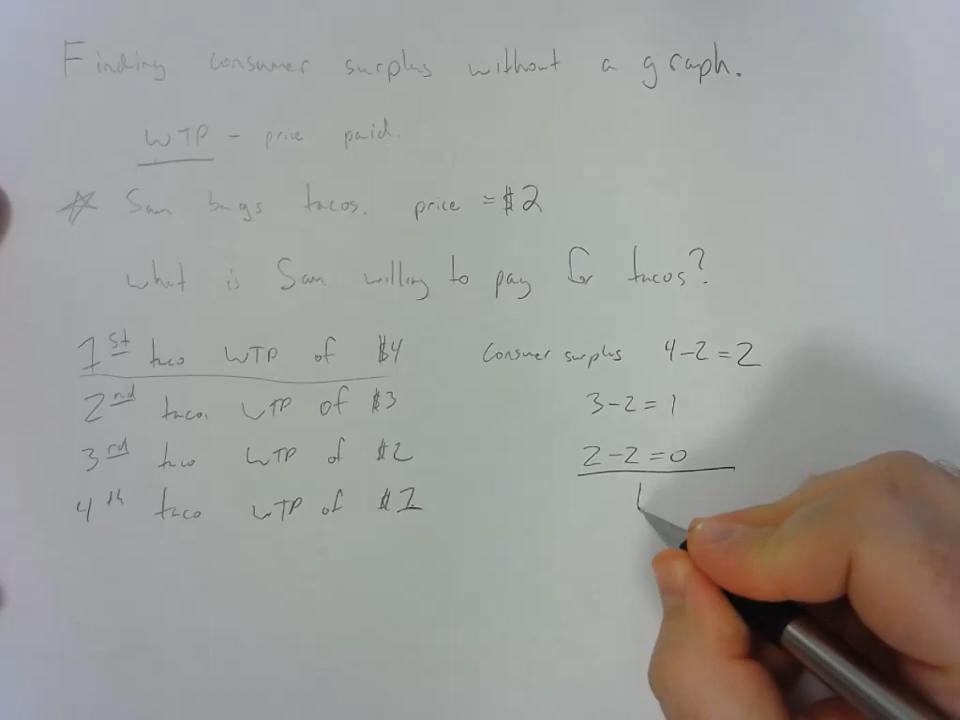 Finding consumer surplus without a graph.
WTP - price paid.
Sam buys tacos. price = $2
what is Sam willing to pay for tacos?
1st taco WTP of $4 Consumer surplus 4-2=2
2nd taco. WTP of $3 3-2=1
3rd taco WTP of $2 2-2=0
4th taco WTP of $1